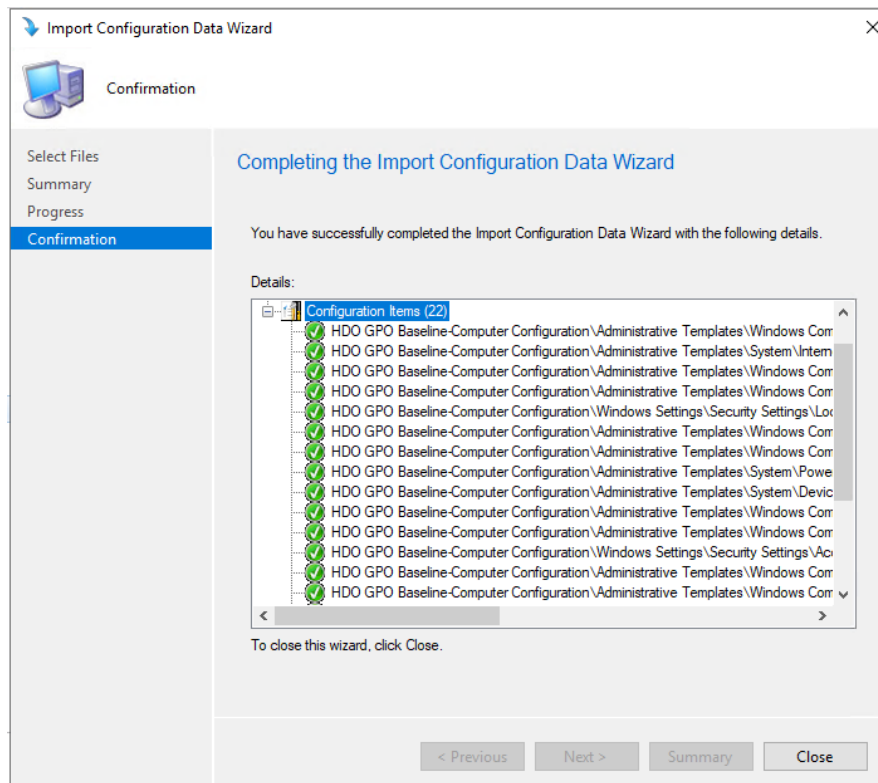 Import Configuration Data Wizard
Confirmation
Select Files
Summary
Progress
Confirmation
Completing the Import Configuration Data Wizard
You have successfully completed the Import Configuration Data Wizard with the following details.
Details:
Configuration Items (22)
HDO GPO Baseline-Computer Configuration\Administrative Templates\Windows Com
HDO GPO Baseline-Computer Configuration\Administrative Templates\System\Intern
HDO GPO Baseline-Computer Configuration\Administrative Templates\Windows Com
HDO GPO Baseline-Computer Configuration\Administrative Templates\Windows Com
HDO GPO Baseline-Computer Configuration\Windows Settings\Security Settings\Loc
HDO GPO Baseline-Computer Configuration\Administrative Templates\Windows Com
HDO GPO Baseline-Computer Configuration\Administrative Templates\Windows Com
HDO GPO Baseline-Computer Configuration\Administrative Templates\System\Powe
HDO GPO Baseline-Computer Configuration\Administrative Templates\System\Devic
HDO GPO Baseline-Computer Configuration\Administrative Templates\Windows Com
HDO GPO Baseline-Computer Configuration\Administrative Templates\Windows Com
HDO GPO Baseline-Computer Configuration\Windows Settings\Security Settings\Acc
HDO GPO Baseline-Computer Configuration\Administrative Templates\Windows Com
HDO GPO Baseline-Computer Configuration\Administrative Templates\Windows Com
To close this wizard, click Close.
< Previous
Next >
Summary
Close